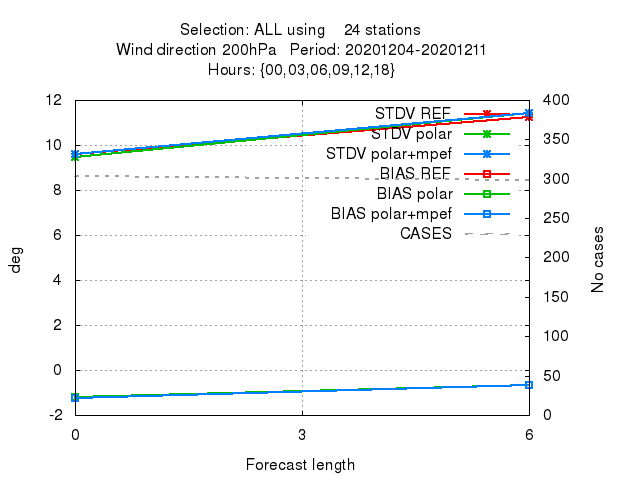 Selection: ALL using    24 stations
Wind direction 200hPa   Period: 20201204-20201211
Hours: {00,03,06,09,12,18}
12
10
8
6
4
2
0
-2
deg
400
350
300
250
200
150
100
50
0
No cases
STDV REF
STDV polar
STDV polar+mpef
BIAS REF
BIAS polar
BIAS polar+mpef
CASES
0
3
6
Forecast length